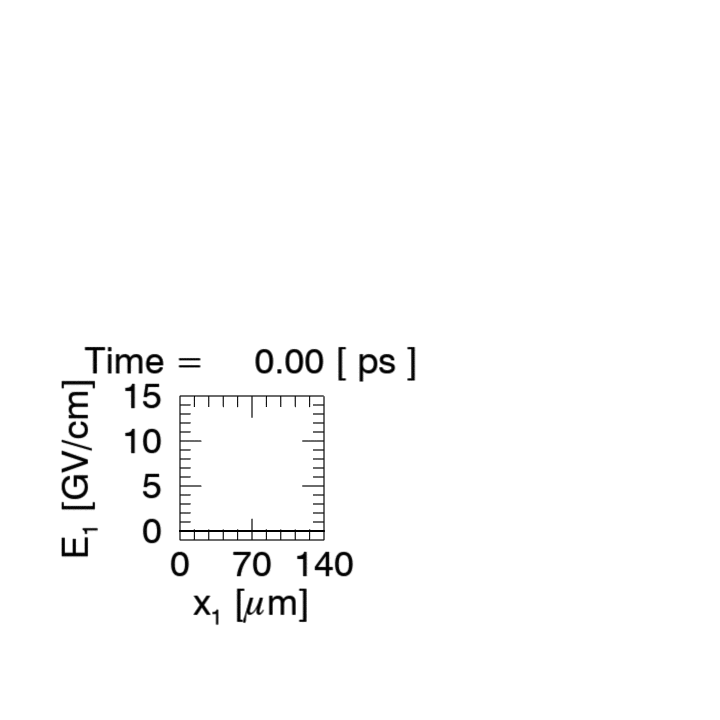 Time = 0.00 [ ps ]
E₁ [GV/cm]
15
10
5
0
0 70 140
x₁ [μm]